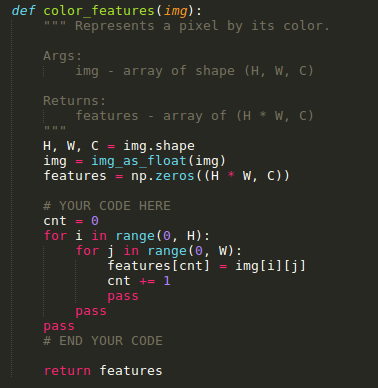 def color_features(img):
    """ Represents a pixel by its color.

    Args:
        img - array of shape (H, W, C)

    Returns:
        features - array of (H * W, C)
    """
    H, W, C = img.shape
    img = img_as_float(img)
    features = np.zeros((H * W, C))

    # YOUR CODE HERE
    cnt = 0
    for i in range(0, H):
        for j in range(0, W):
            features[cnt] = img[i][j]
            cnt += 1
            pass
        pass
    pass
    # END YOUR CODE

    return features